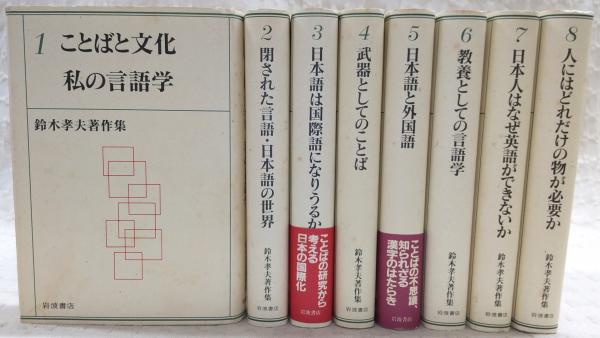 1 ことばと文化
私の言語学
鈴木孝夫著作集
岩波書店
2
閉された言語・日本語の世界
鈴木孝夫著作集
岩波書店
3
日本語は国際語になりうるか
ことばの研究から
考える
日本の国際化
4
武器としてのことば
鈴木孝夫著作集
岩波書店
5
日本語と外国語
ことばの不思議、
知られざる
漢字のはたらき
岩波書店
6
教養としての言語学
鈴木孝夫著作集
岩波書店
7
日本人はなぜ英語ができないか
鈴木孝夫著作集
岩波書店
8
人にはどれだけの物が必要か
鈴木孝夫著作集
岩波書店